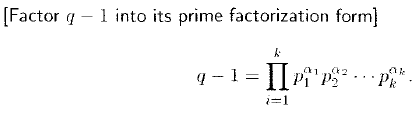 [Factor q − 1 into its prime factorization form]
q − 1 = ∏_{i=1}^{k} p_1^{α_1} p_2^{α_2} ⋯ p_k^{α_k}.